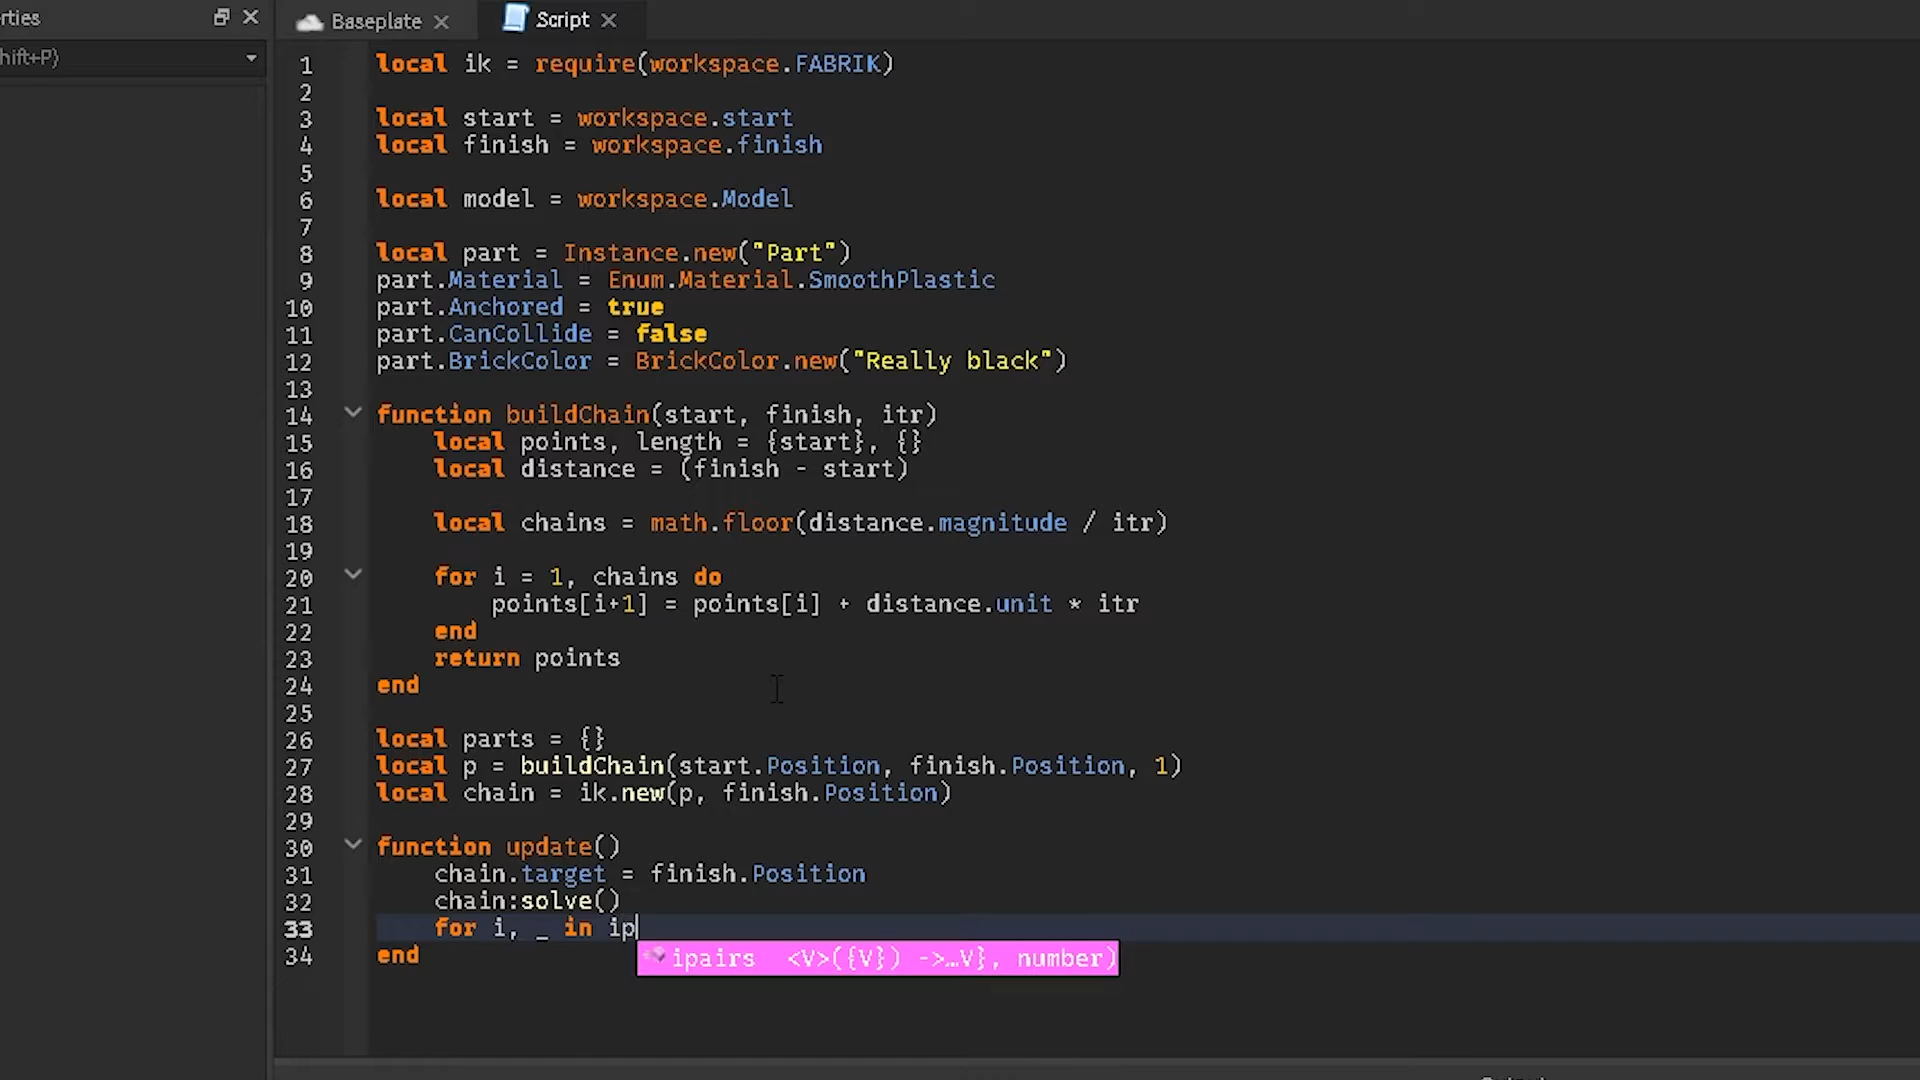 rties
Baseplate
Script
hift+P)
1 local ik = require(workspace.FABRIK)
2
3 local start = workspace.start
4 local finish = workspace.finish
5
6 local model = workspace.Model
7
8 local part = Instance.new("Part")
9 part.Material = Enum.Material.SmoothPlastic
10 part.Anchored = true
11 part.CanCollide = false
12 part.BrickColor = BrickColor.new("Really black")
13
14 function buildChain(start, finish, itr)
15 local points, length = {start}, {}
16 local distance = (finish - start)
17
18 local chains = math.floor(distance.magnitude / itr)
19
20 for i = 1, chains do
21 points[i+1] = points[i] + distance.unit * itr
22 end
23 return points
24 end
25
26 local parts = {}
27 local p = buildChain(start.Position, finish.Position, 1)
28 local chain = ik.new(p, finish.Position)
29
30 function update()
31 chain.target = finish.Position
32 chain:solve()
33 for i, _ in ip
34 end
ipairs <V>({V}) ->…V}, number)